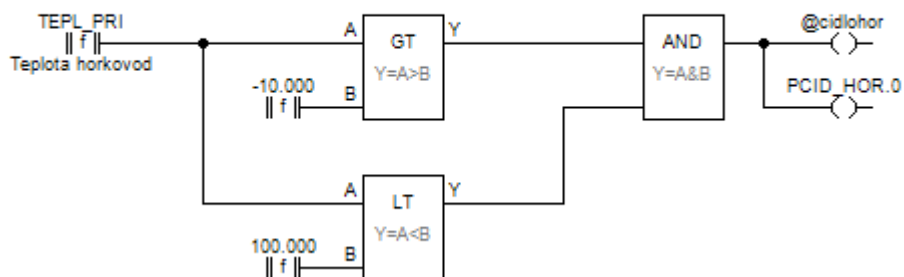 TEPL_PRI
f
Teplota horkovod
A
GT
Y
Y=A>B
-10.000
f
B
AND
Y=A&B
@cidlohor
PCID_HOR.0
A
LT
Y
Y=A<B
100.000
f
B